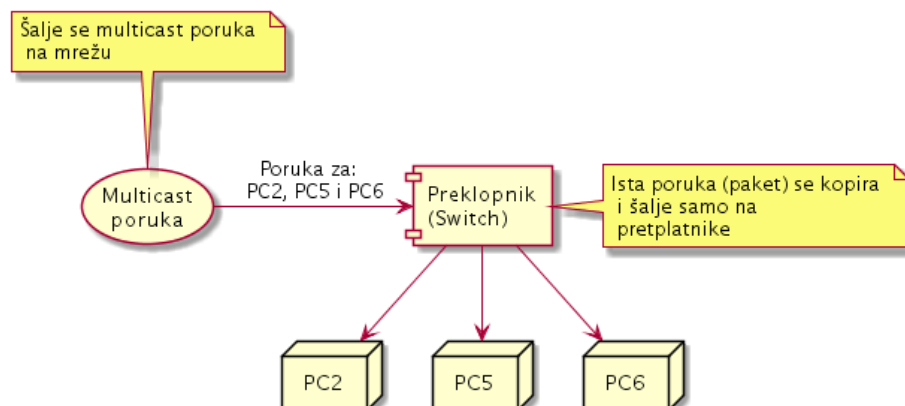 Šalje se multicast poruka
na mrežu
Multicast
poruka
Poruka za:
PC2, PC5 i PC6
Preklopnik
(Switch)
Ista poruka (paket) se kopira
i šalje samo na
pretplatnike
PC2
PC5
PC6